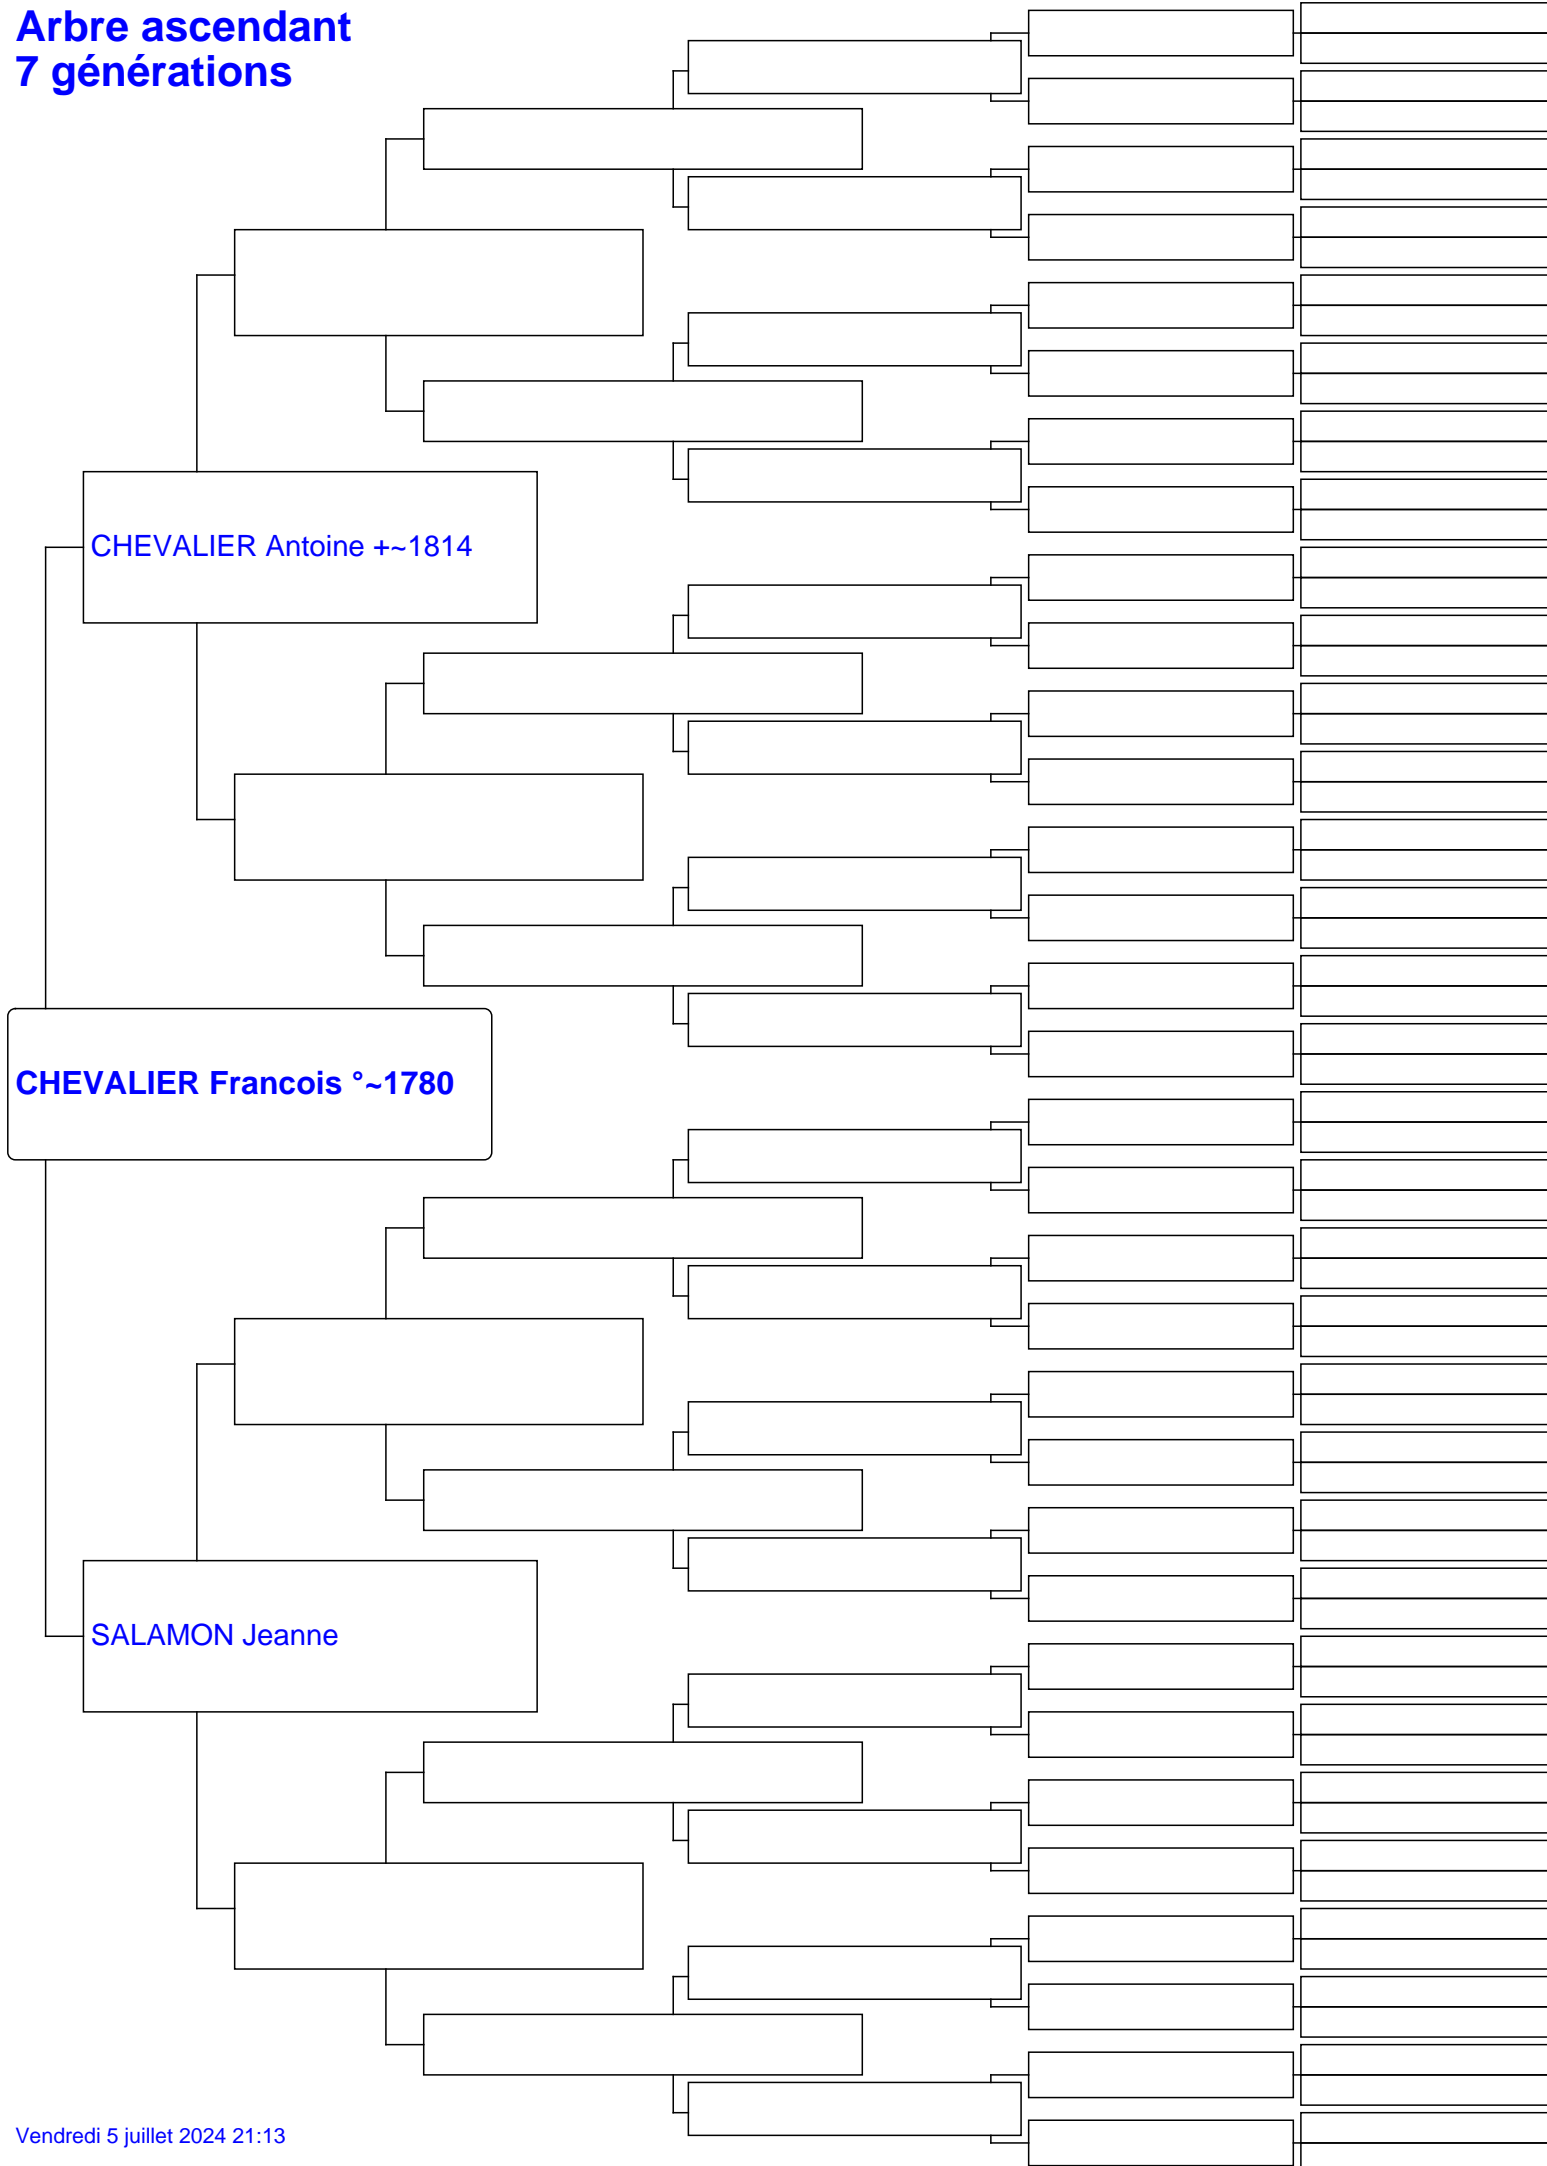 Arbre ascendant
7 générations
CHEVALIER Antoine +~1814
CHEVALIER Francois °~1780
SALAMON Jeanne
Vendredi 5 juillet 2024 21:13